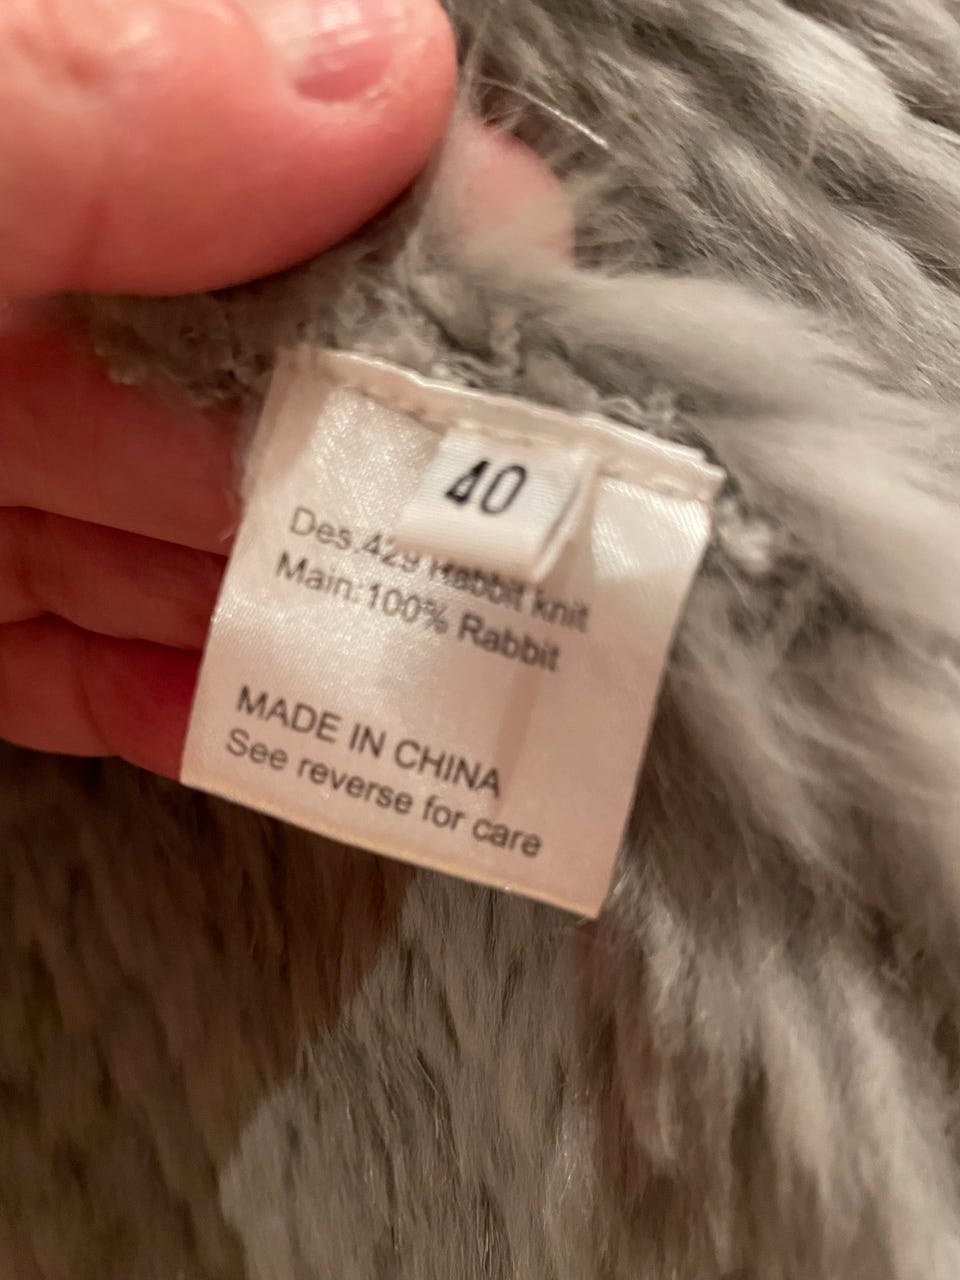 40
Des.429 Rabbit knit
Main:100% Rabbit
MADE IN CHINA
See reverse for care